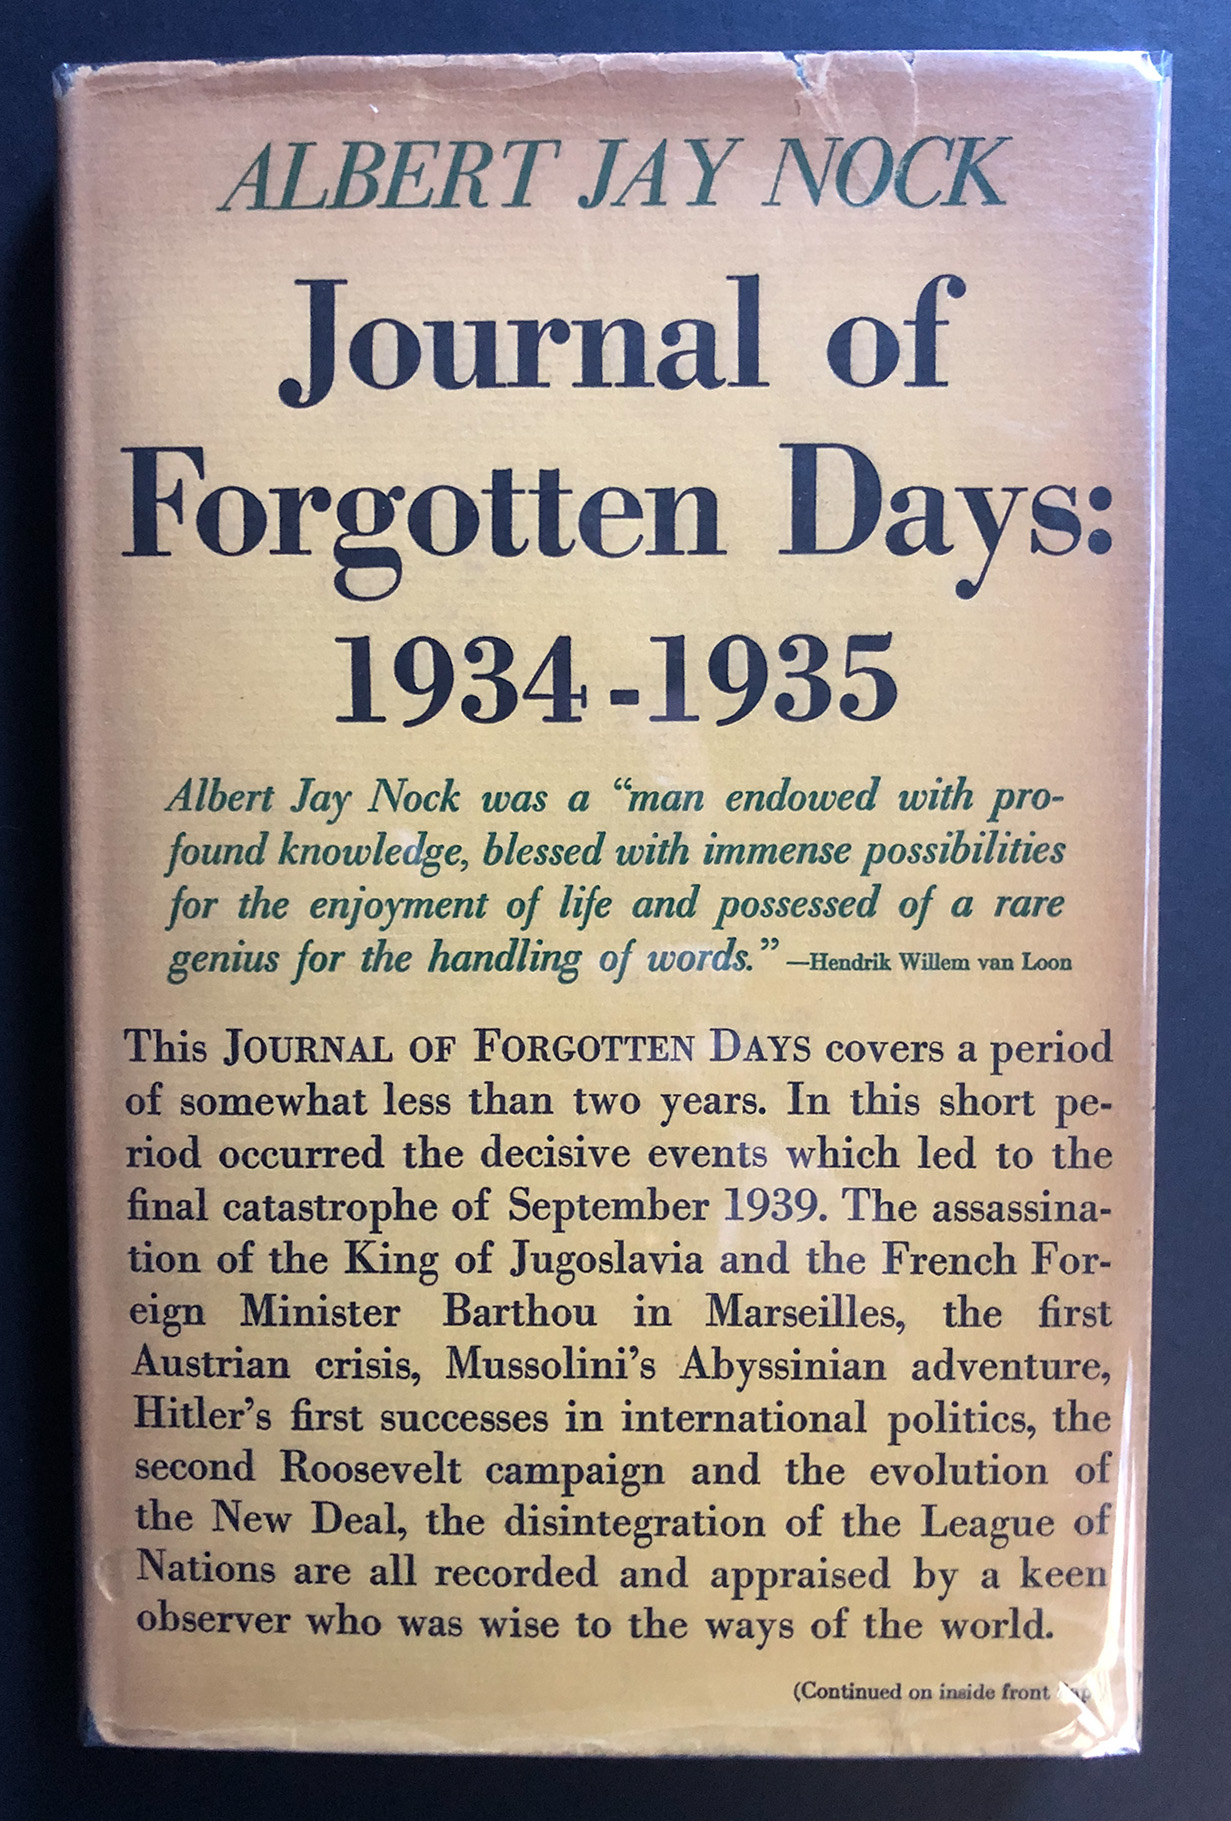 ALBERT JAY NOCK
Journal of
Forgotten Days:
1934-1935
Albert Jay Nock was a “man endowed with pro-
found knowledge, blessed with immense possibilities
for the enjoyment of life and possessed of a rare
genius for the handling of words.” —Hendrik Willem van Loon
This JOURNAL OF FORGOTTEN DAYS covers a period
of somewhat less than two years. In this short pe-
riod occurred the decisive events which led to the
final catastrophe of September 1939. The assassina-
tion of the King of Jugoslavia and the French For-
eign Minister Barthou in Marseilles, the first
Austrian crisis, Mussolini’s Abyssinian adventure,
Hitler’s first successes in international politics, the
second Roosevelt campaign and the evolution of
the New Deal, the disintegration of the League of
Nations are all recorded and appraised by a keen
observer who was wise to the ways of the world.
(Continued on inside front